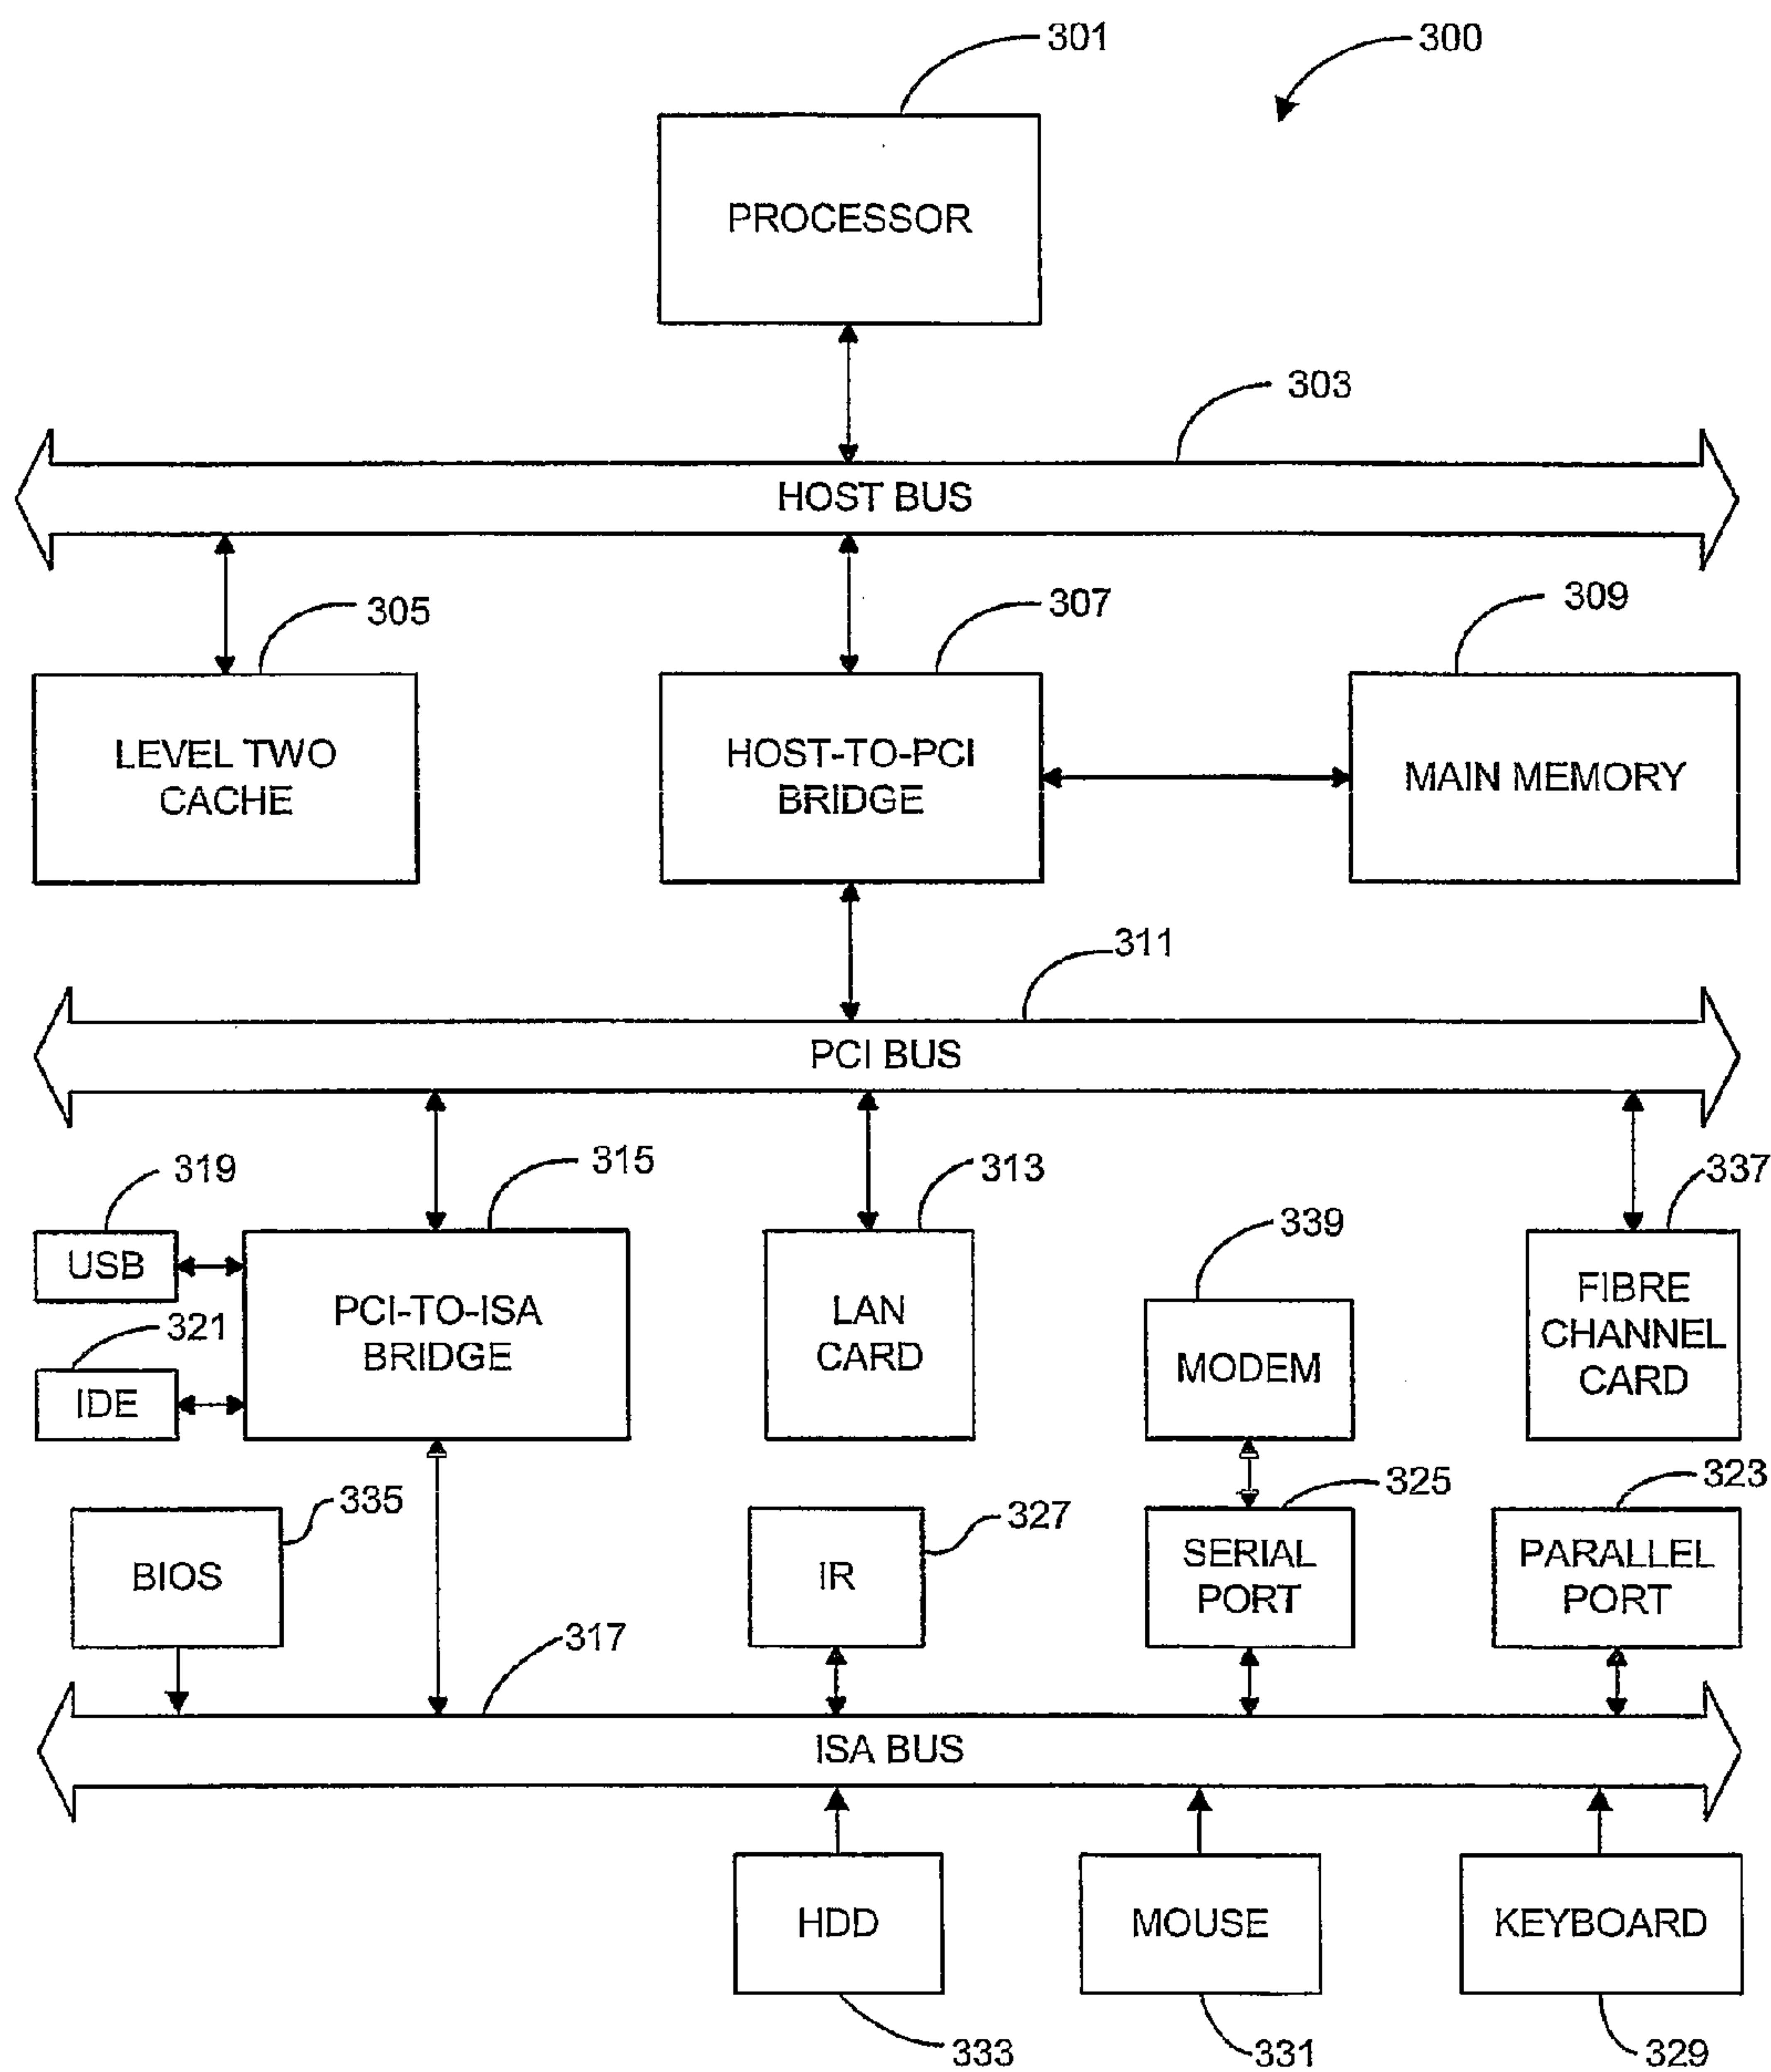 301
300
PROCESSOR
303
HOST BUS
305
307
309
LEVEL TWO
CACHE
HOST-TO-PCI
BRIDGE
MAIN MEMORY
311
PCI BUS
319
315
313
339
337
USB
321
IDE
PCI-TO-ISA
BRIDGE
LAN
CARD
MODEM
FIBRE
CHANNEL
CARD
335
327
325
323
BIOS
IR
SERIAL
PORT
PARALLEL
PORT
317
ISA BUS
HDD
MOUSE
KEYBOARD
333
331
329